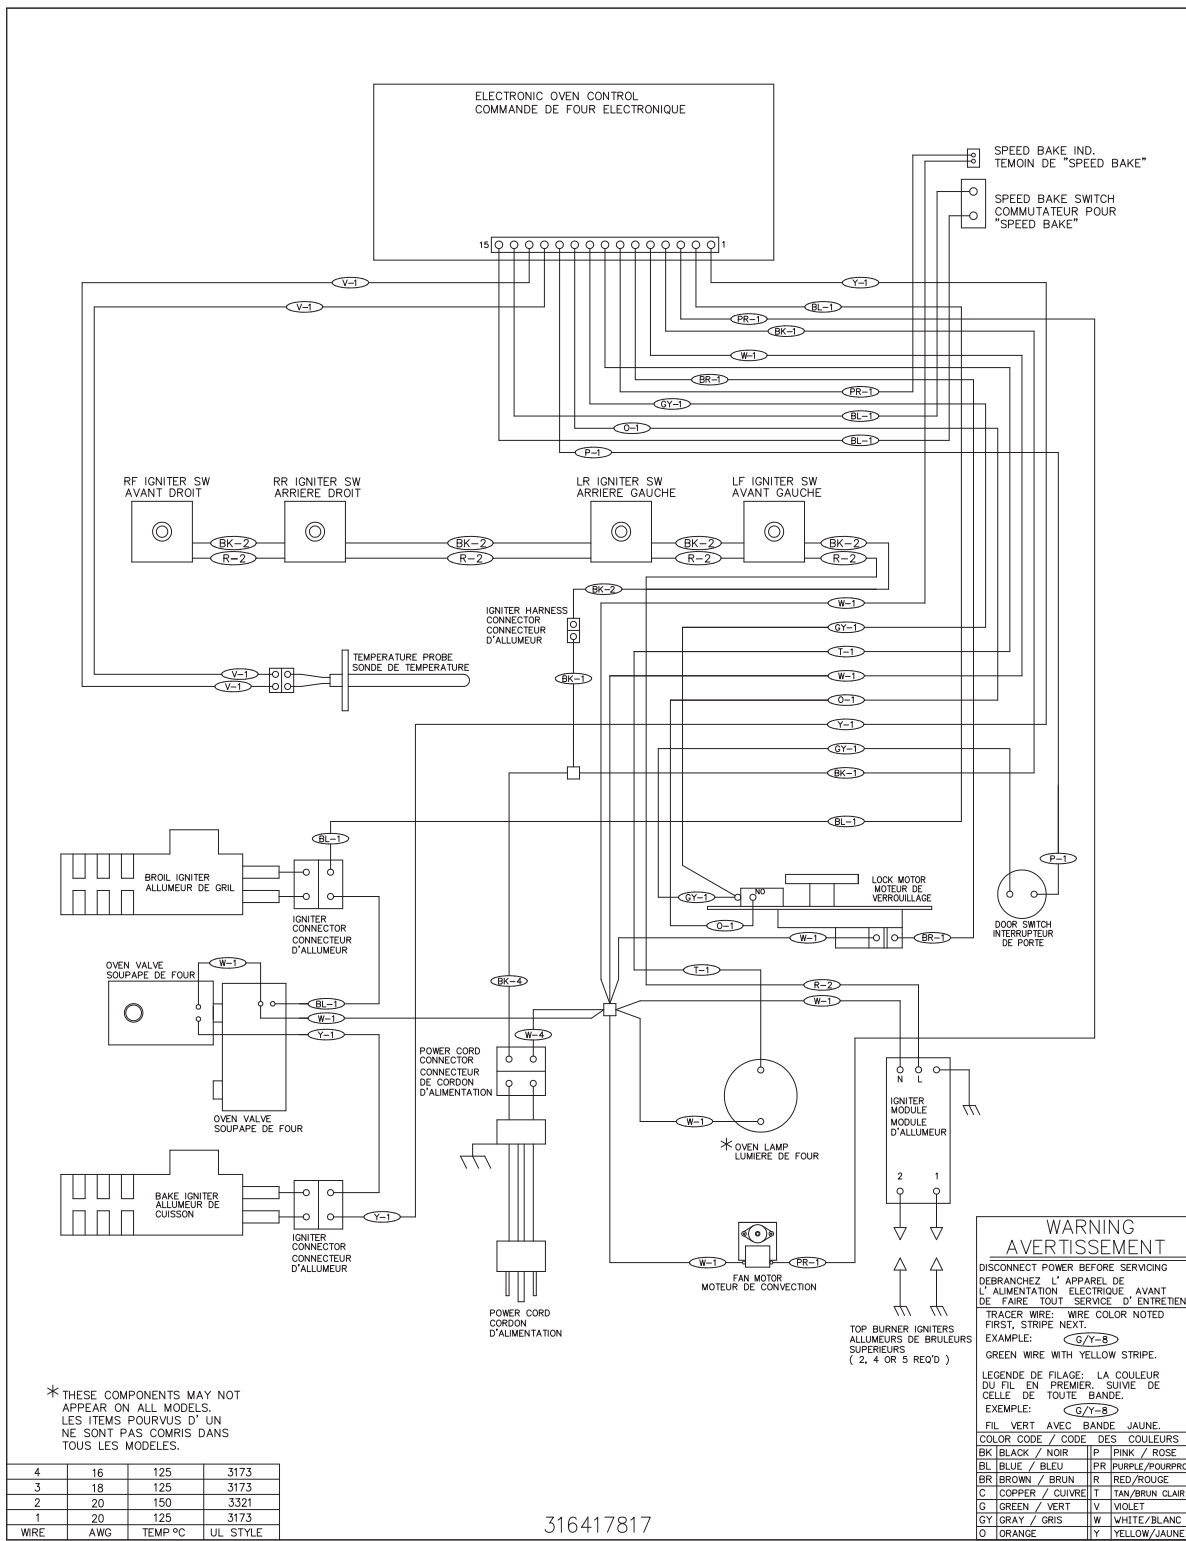 ELECTRONIC OVEN CONTROL
COMMANDE DE FOUR ELECTRONIQUE
SPEED BAKE IND.
TEMOIN DE "SPEED BAKE"
SPEED BAKE SWITCH
COMMUTATEUR POUR
"SPEED BAKE"
15
1
V-1
Y-1
V-1
BL-1
PR-1
BK-1
W-1
BR-1
PR-1
GY-1
BL-1
O-1
BL-1
P-1
RF IGNITER SW
AVANT DROIT
RR IGNITER SW
ARRIERE DROIT
LR IGNITER SW
ARRIERE GAUCHE
LF IGNITER SW
AVANT GAUCHE
BK-2
BK-2
BK-2
BK-2
R-2
R-2
R-2
R-2
BK-2
W-1
IGNITER HARNESS
CONNECTOR
CONNECTEUR
D'ALLUMEUR
GY-1
T-1
TEMPERATURE PROBE
SONDE DE TEMPERATURE
V-1
V-1
BK-1
W-1
O-1
Y-1
GY-1
BK-1
BL-1
BL-1
P-1
BROIL IGNITER
ALLUMEUR DE GRIL
LOCK MOTOR
MOTEUR DE
VERROUILLAGE
NO
GY-1
O-1
W-1
BR-1
DOOR SWITCH
INTERRUPTEUR
DE PORTE
IGNITER
CONNECTOR
CONNECTEUR
D'ALLUMEUR
OVEN VALVE
SOUPAPE DE FOUR
W-1
T-1
BK-4
R-2
BL-1
W-1
W-1
Y-1
W-4
POWER CORD
CONNECTOR
CONNECTEUR
DE CORDON
D'ALIMENTATION
N
L
IGNITER
MODULE
MODULE
D'ALLUMEUR
2
1
OVEN VALVE
SOUPAPE DE FOUR
W-1
* OVEN LAMP
LUMIERE DE FOUR
BAKE IGNITER
ALLUMEUR DE
CUISSON
Y-1
IGNITER
CONNECTOR
CONNECTEUR
D'ALLUMEUR
W-1
PR-1
FAN MOTOR
MOTEUR DE CONVECTION
POWER CORD
CORDON
D'ALIMENTATION
TOP BURNER IGNITERS
ALLUMEURS DE BRULEURS
SUPERIEURS
( 2, 4 OR 5 REQ'D )
WARNING
AVERTISSEMENT
DISCONNECT POWER BEFORE SERVICING
DEBRANCHEZ L' APPAREL DE
L' ALIMENTATION ELECTRIQUE AVANT
DE FAIRE TOUT SERVICE D' ENTRETIEN
TRACER WIRE: WIRE COLOR NOTED
FIRST, STRIPE NEXT.
EXAMPLE: G/Y-8
GREEN WIRE WITH YELLOW STRIPE.
LEGENDE DE FILAGE: LA COULEUR
DU FIL EN PREMIER, SUIVIE DE
CELLE DE TOUTE BANDE.
EXEMPLE: G/Y-8
FIL VERT AVEC BANDE JAUNE.
COLOR CODE / CODE DES COULEURS
BK BLACK / NOIR P PINK / ROSE
BL BLUE / BLEU PR PURPLE/POURPRO
BR BROWN / BRUN R RED/ROUGE
C COPPER / CUIVRE T TAN/BRUN CLAIR
G GREEN / VERT V VIOLET
GY GRAY / GRIS W WHITE/BLANC
O ORANGE Y YELLOW/JAUNE
* THESE COMPONENTS MAY NOT
APPEAR ON ALL MODELS.
LES ITEMS POURVUS D' UN
NE SONT PAS COMRIS DANS
TOUS LES MODELES.
4 16 125 3173
3 18 125 3173
2 20 150 3321
1 20 125 3173
WIRE AWG TEMP ºC UL STYLE
316417817